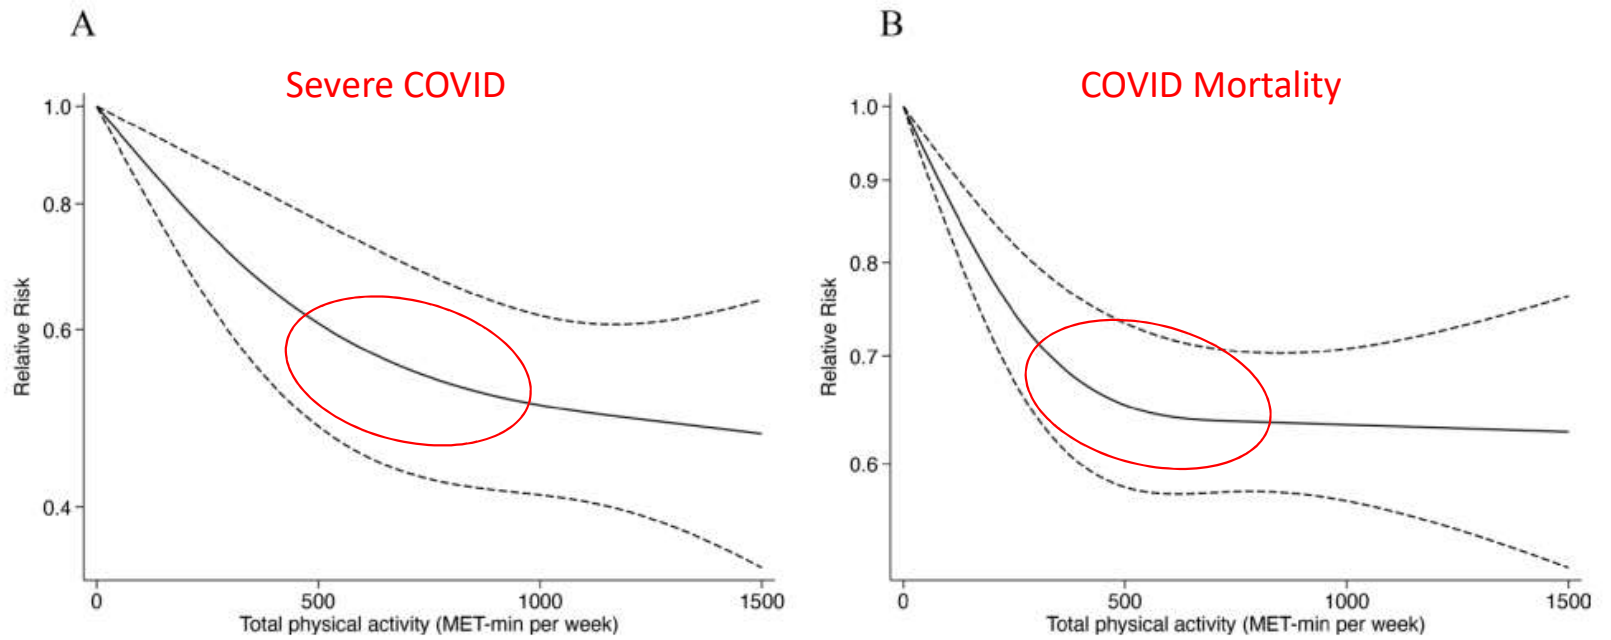 A
Severe COVID
1.0
0.8
0.6
0.4
Relative Risk
0
500
1000
1500
Total physical activity (MET-min per week)
B
COVID Mortality
1.0
0.9
0.8
0.7
0.6
Relative Risk
0
500
1000
1500
Total physical activity (MET-min per week)